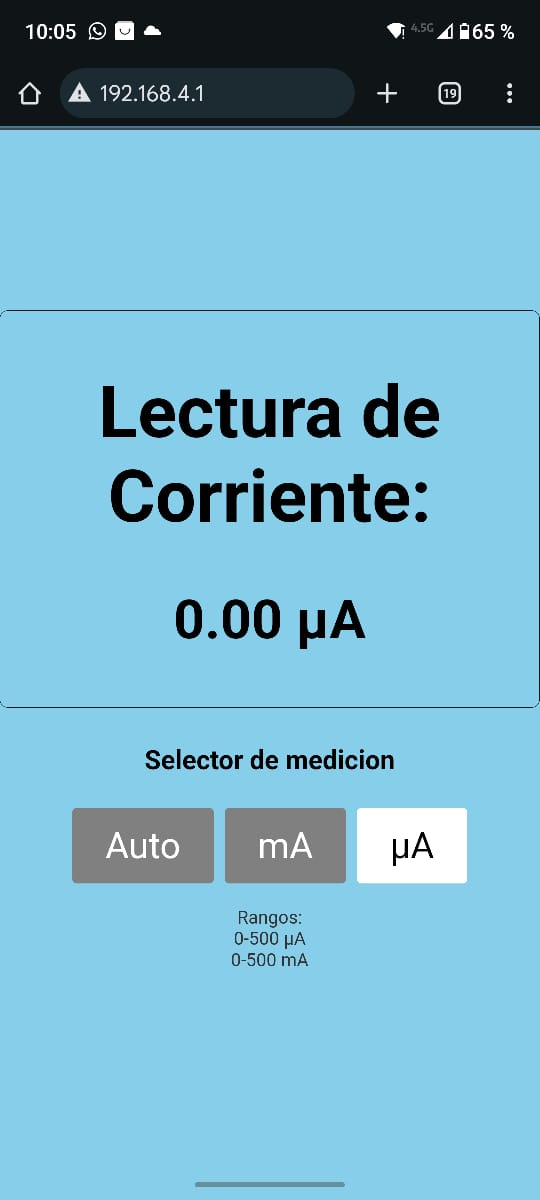 10:05 4.5G 65 %
192.168.4.1 19
Lectura de
Corriente:
0.00 µA
Selector de medicion
Auto mA µA
Rangos:
0-500 µA
0-500 mA